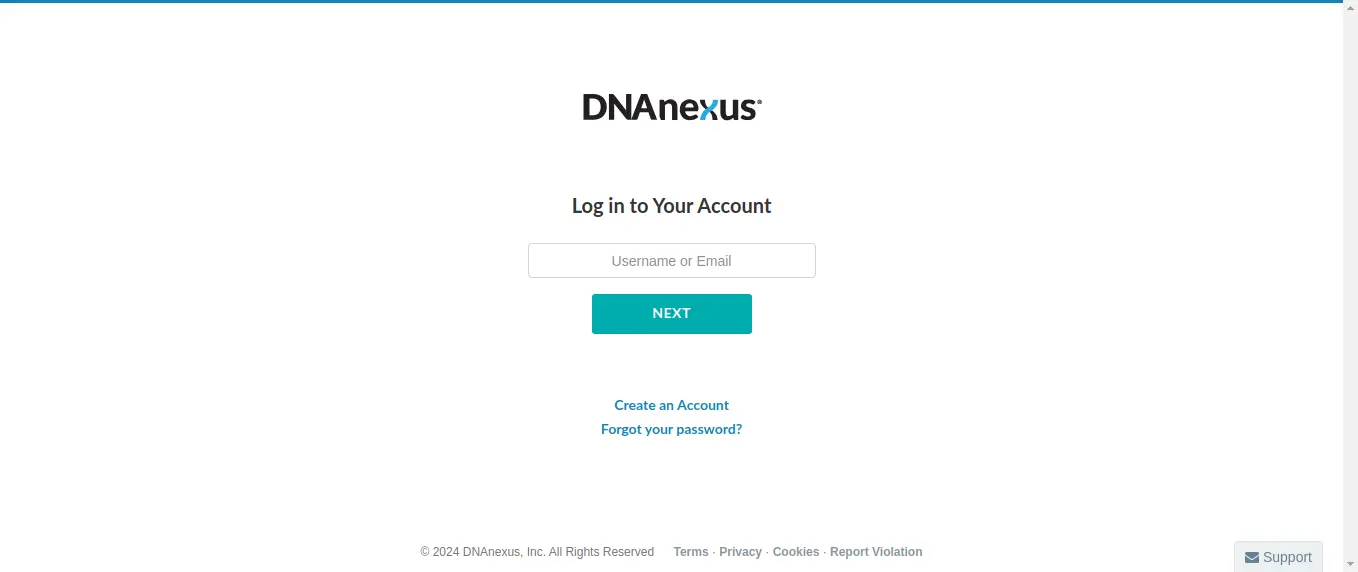 DNAnexus®
Log in to Your Account
Username or Email
NEXT
Create an Account
Forgot your password?
© 2024 DNAnexus, Inc. All Rights Reserved Terms · Privacy · Cookies · Report Violation
Support